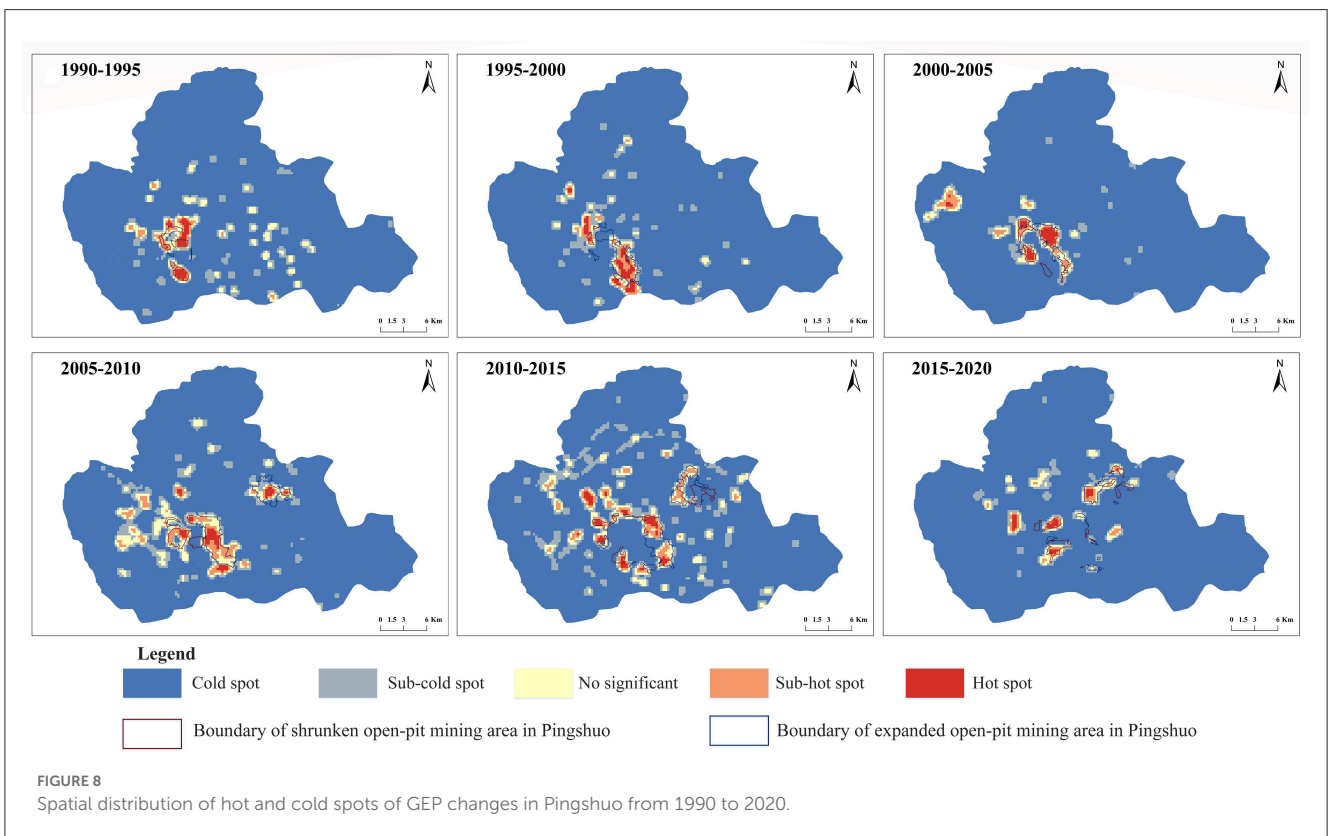 1990-1995
N
0 1.5 3 6 Km
1995-2000
N
0 1.5 3 6 Km
2000-2005
N
0 1.5 3 6 Km
2005-2010
N
0 1.5 3 6 Km
2010-2015
N
0 1.5 3 6 Km
2015-2020
N
0 1.5 3 6 Km
Legend
Cold spot
Sub-cold spot
No significant
Sub-hot spot
Hot spot
Boundary of shrunken open-pit mining area in Pingshuo
Boundary of expanded open-pit mining area in Pingshuo
FIGURE 8
Spatial distribution of hot and cold spots of GEP changes in Pingshuo from 1990 to 2020.